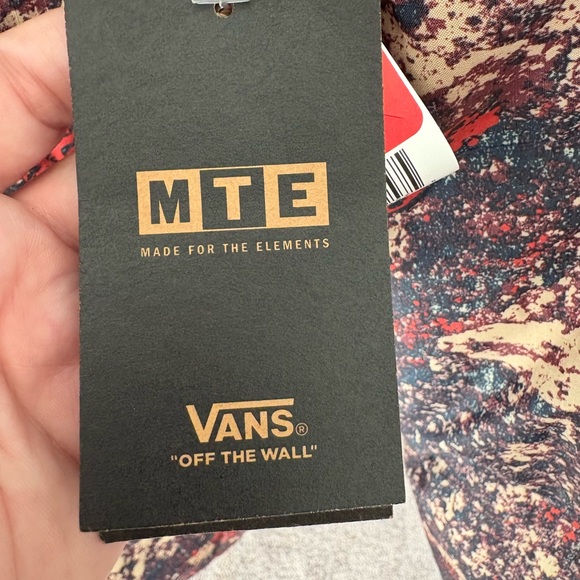 MTE
MADE FOR THE ELEMENTS
VANS®
"OFF THE WALL"